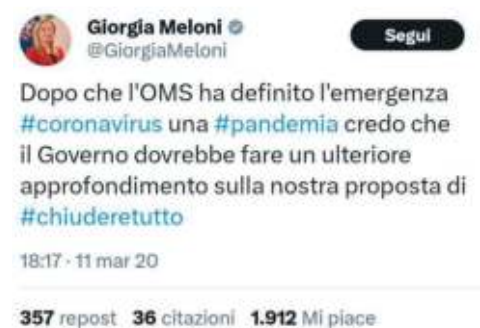 Giorgia Meloni
@GiorgiaMeloni
Segui
Dopo che l'OMS ha definito l'emergenza
#coronavirus una #pandemia credo che
il Governo dovrebbe fare un ulteriore
approfondimento sulla nostra proposta di
#chiuderetutto
18:17 · 11 mar 20
357 repost 36 citazioni 1.912 Mi piace